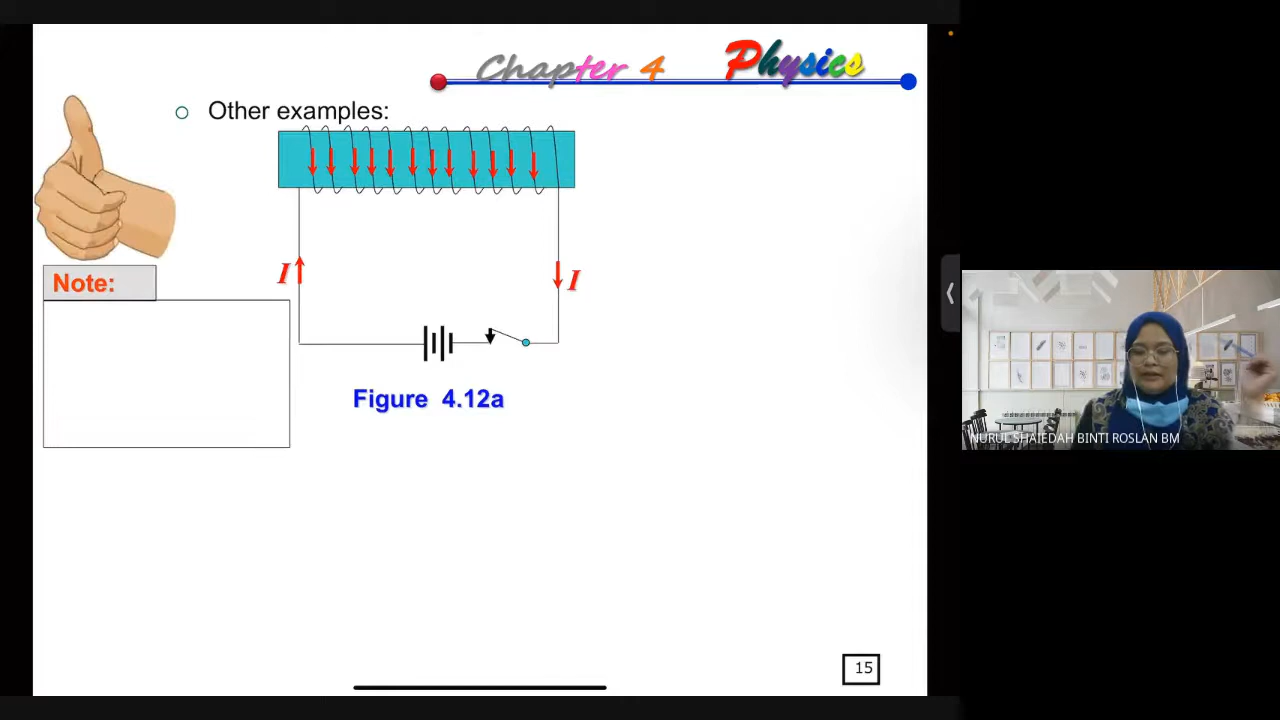 Chapter 4
Physics
Other examples:
I
I
Note:
Figure 4.12a
NURUL SHAIEDAH BINTI ROSLAN BM
15